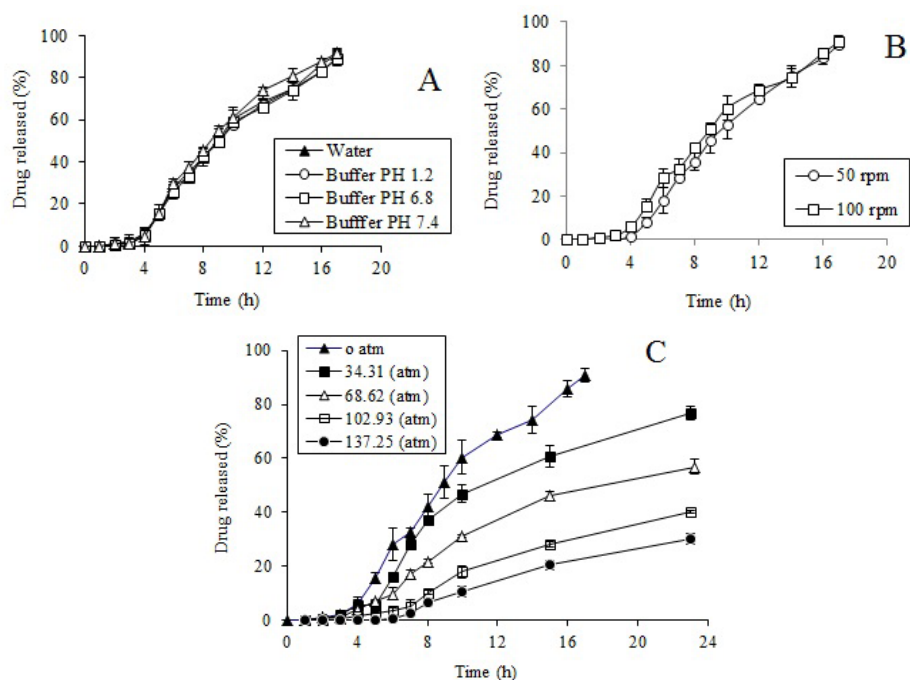 A
Drug released (%)
100
80
60
40
20
0
Water
Buffer PH 1.2
Buffer PH 6.8
Bufffer PH 7.4
0 4 8 12 16 20
Time (h)
B
Drug released (%)
100
80
60
40
20
0
50 rpm
100 rpm
0 4 8 12 16 20
Time (h)
C
Drug released (%)
100
80
60
40
20
0
o atm
34.31 (atm)
68.62 (atm)
102.93 (atm)
137.25 (atm)
0 4 8 12 16 20 24
Time (h)